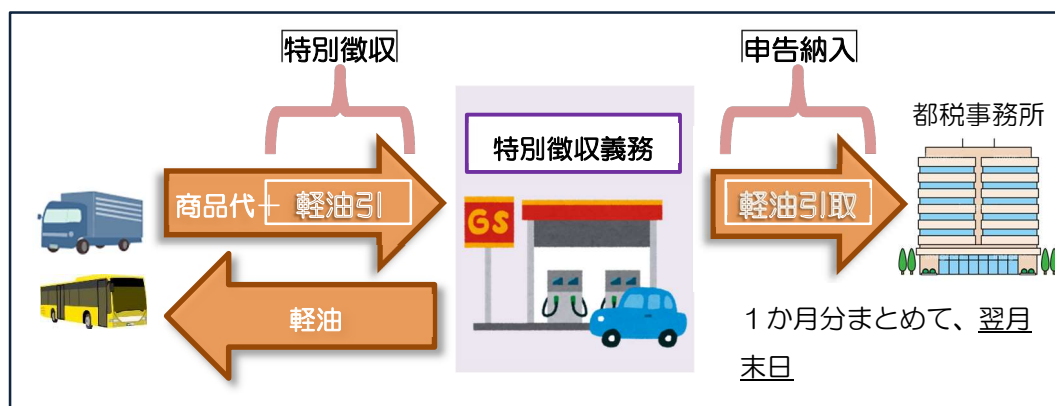 特別徴収
申告納入
都税事務所
特別徴収義務
商品代+ 軽油引
軽油引取
GS
軽油
1か月分まとめて、翌月
末日